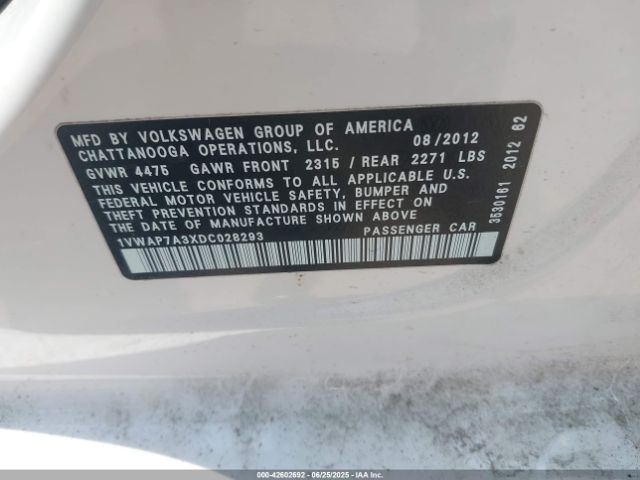 MFD BY VOLKSWAGEN GROUP OF AMERICA
CHATTANOOGA OPERATIONS, LLC. 08/2012
GVWR 4475 GAWR FRONT 2315 / REAR 2271 LBS
THIS VEHICLE CONFORMS TO ALL APPLICABLE U.S.
FEDERAL MOTOR VEHICLE SAFETY, BUMPER AND
THEFT PREVENTION STANDARDS IN EFFECT ON
THE DATE OF MANUFACTURE SHOWN ABOVE
1VWAP7A3XDC028293 PASSENGER CAR
3530161 2012 62
000-42602692 - 06/25/2025 - IAA Inc.